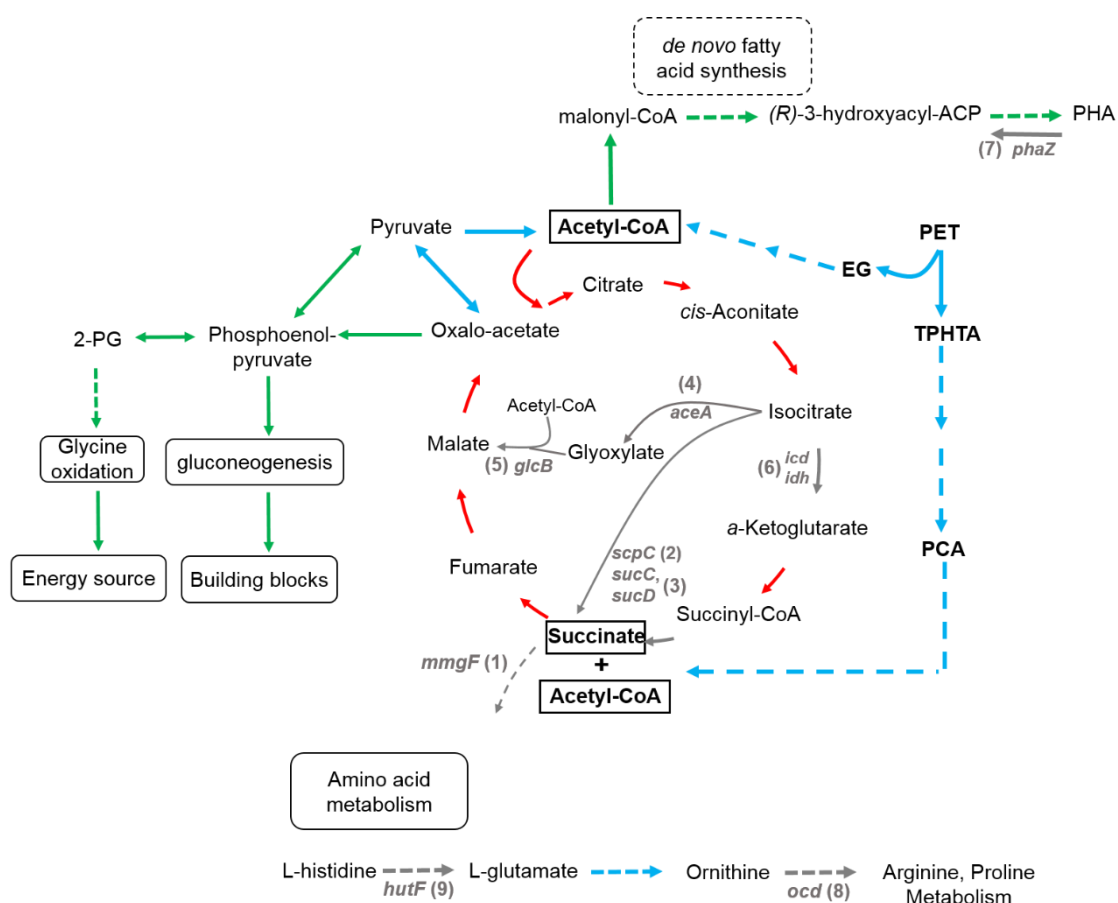 de novo fatty
acid synthesis
malonyl-CoA
(R)-3-hydroxyacyl-ACP
PHA
(7) phaZ
Pyruvate
Acetyl-CoA
PET
EG
Citrate
cis-Aconitate
2-PG
Phosphoenol-
pyruvate
Oxalo-acetate
TPHTA
(4)
aceA
Isocitrate
Acetyl-CoA
Glycine
oxidation
gluconeogenesis
Malate
(5) glcB
Glyoxylate
(6) icd
idh
a-Ketoglutarate
PCA
Energy source
Building blocks
Fumarate
scpC (2)
sucC,
sucD (3)
Succinyl-CoA
Succinate
mmgF (1)
+
Acetyl-CoA
Amino acid
metabolism
L-histidine
hutF (9)
L-glutamate
Ornithine
ocd (8)
Arginine, Proline
Metabolism